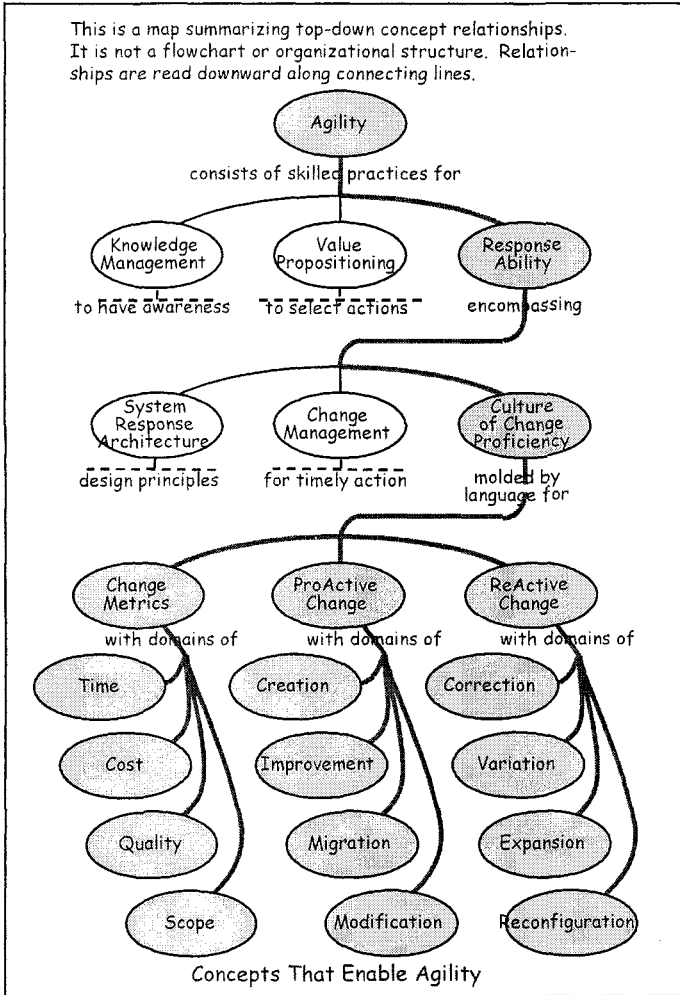 This is a map summarizing top-down concept relationships.
It is not a flowchart or organizational structure. Relation-
ships are read downward along connecting lines.
Agility
consists of skilled practices for
Knowledge
Management
Value
Propositioning
Response
Ability
to have awareness
to select actions
encompassing
System
Response
Architecture
Change
Management
Culture
of Change
Proficiency
design principles
for timely action
molded by
language for
Change
Metrics
ProActive
Change
ReActive
Change
with domains of
with domains of
with domains of
Time
Creation
Correction
Cost
Improvement
Variation
Quality
Migration
Expansion
Scope
Modification
Reconfiguration
Concepts That Enable Agility